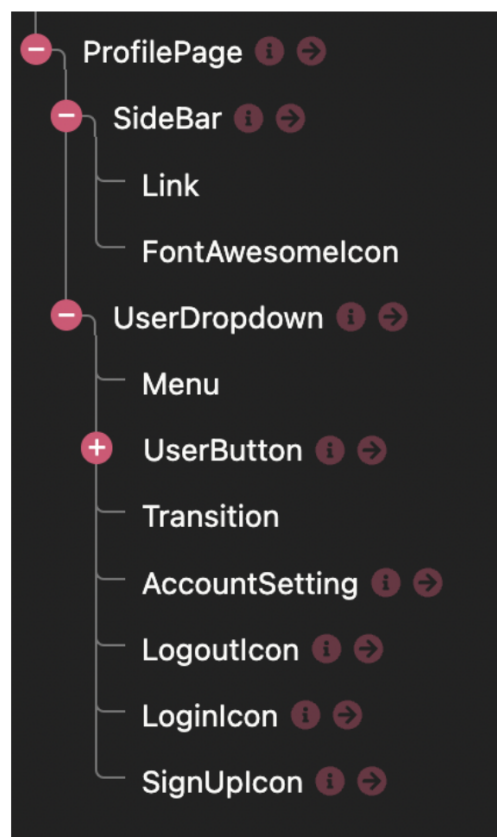 ProfilePage
SideBar
Link
FontAwesomeIcon
UserDropdown
Menu
UserButton
Transition
AccountSetting
LogoutIcon
LoginIcon
SignUpIcon